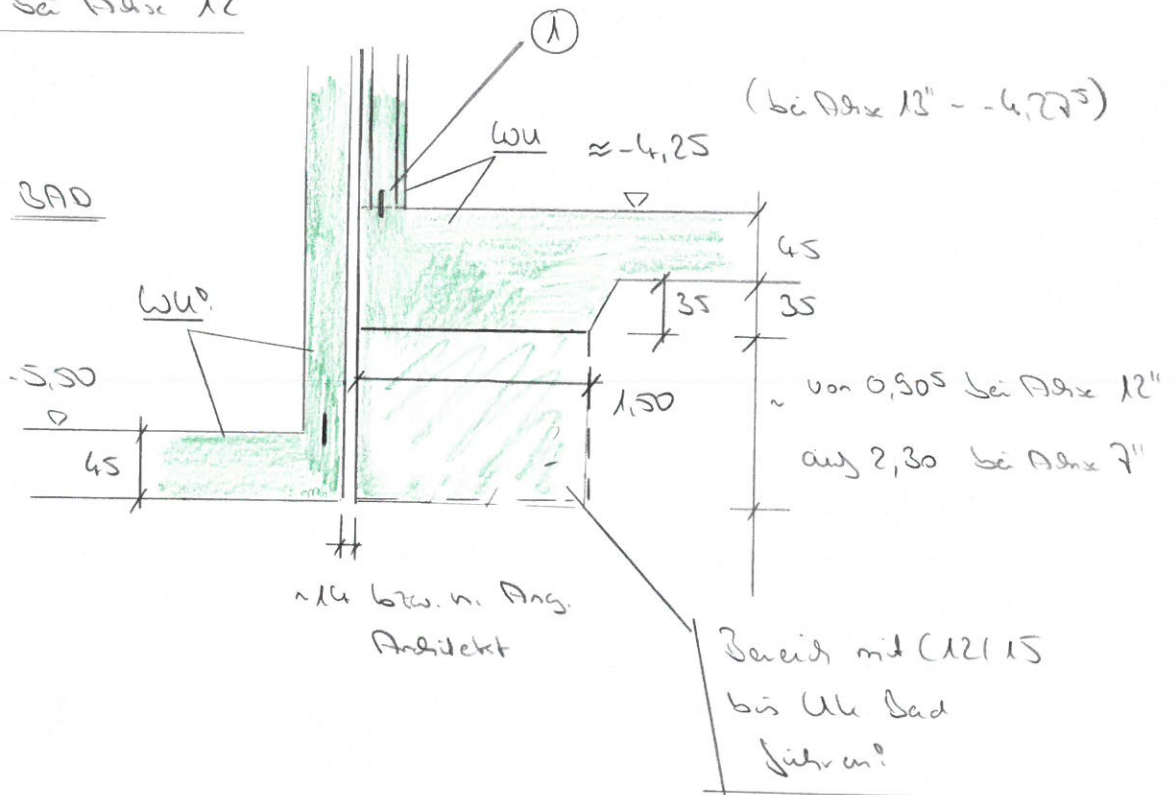 bei Achse 12
1
(bei Achse 13" - -4,27⁵)
WU ≈-4,25
BAD
45
WU!
35 35
-5,50
1,50
~ von 0,90⁵ bei Achse 12"
45
auf 2,30 bei Achse 7"
~14 bzw. n. Ang.
Architekt
Bereich mit C12/15
bis UK Bad
führen!